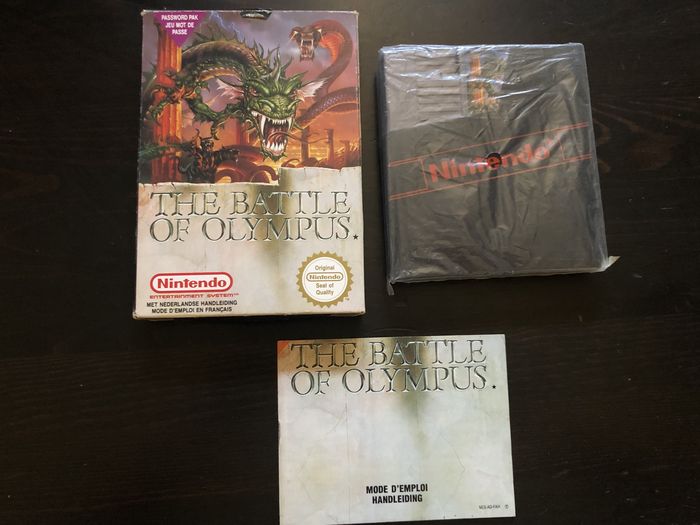 PASSWORD PAK
JEU MOT DE
PASSE
THE BATTLE
OF OLYMPUS.
Nintendo
ENTERTAINMENT SYSTEM™
MET NEDERLANDSE HANDLEIDING
MODE D'EMPLOI EN FRANÇAIS
Original
Nintendo
Seal of
Quality
Nintendo
THE BATTLE
OF OLYMPUS.
MODE D'EMPLOI
HANDLEIDING